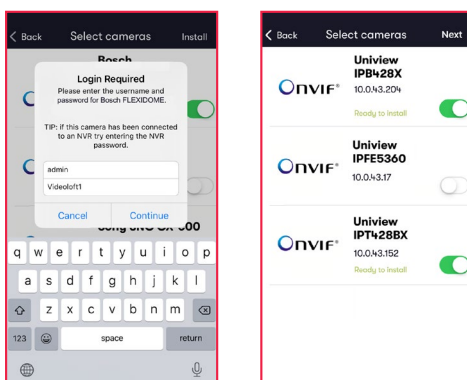 Back
Select cameras
Install
Bosch
Login Required
Please enter the username and
password for Bosch FLEXIDOME.
TIP: if this camera has been connected
to an NVR try entering the NVR
password.
admin
Videoloft1
Cancel
Continue
q w e r t y u i o p
a s d f g h j k l
z x c v b n m
123
space
return
Back
Select cameras
Next
ONVIF®
Uniview
IPB428X
10.0.43.204
Ready to install
ONVIF®
Uniview
IPFE5360
10.0.43.17
ONVIF®
Uniview
IPT428BX
10.0.43.152
Ready to install